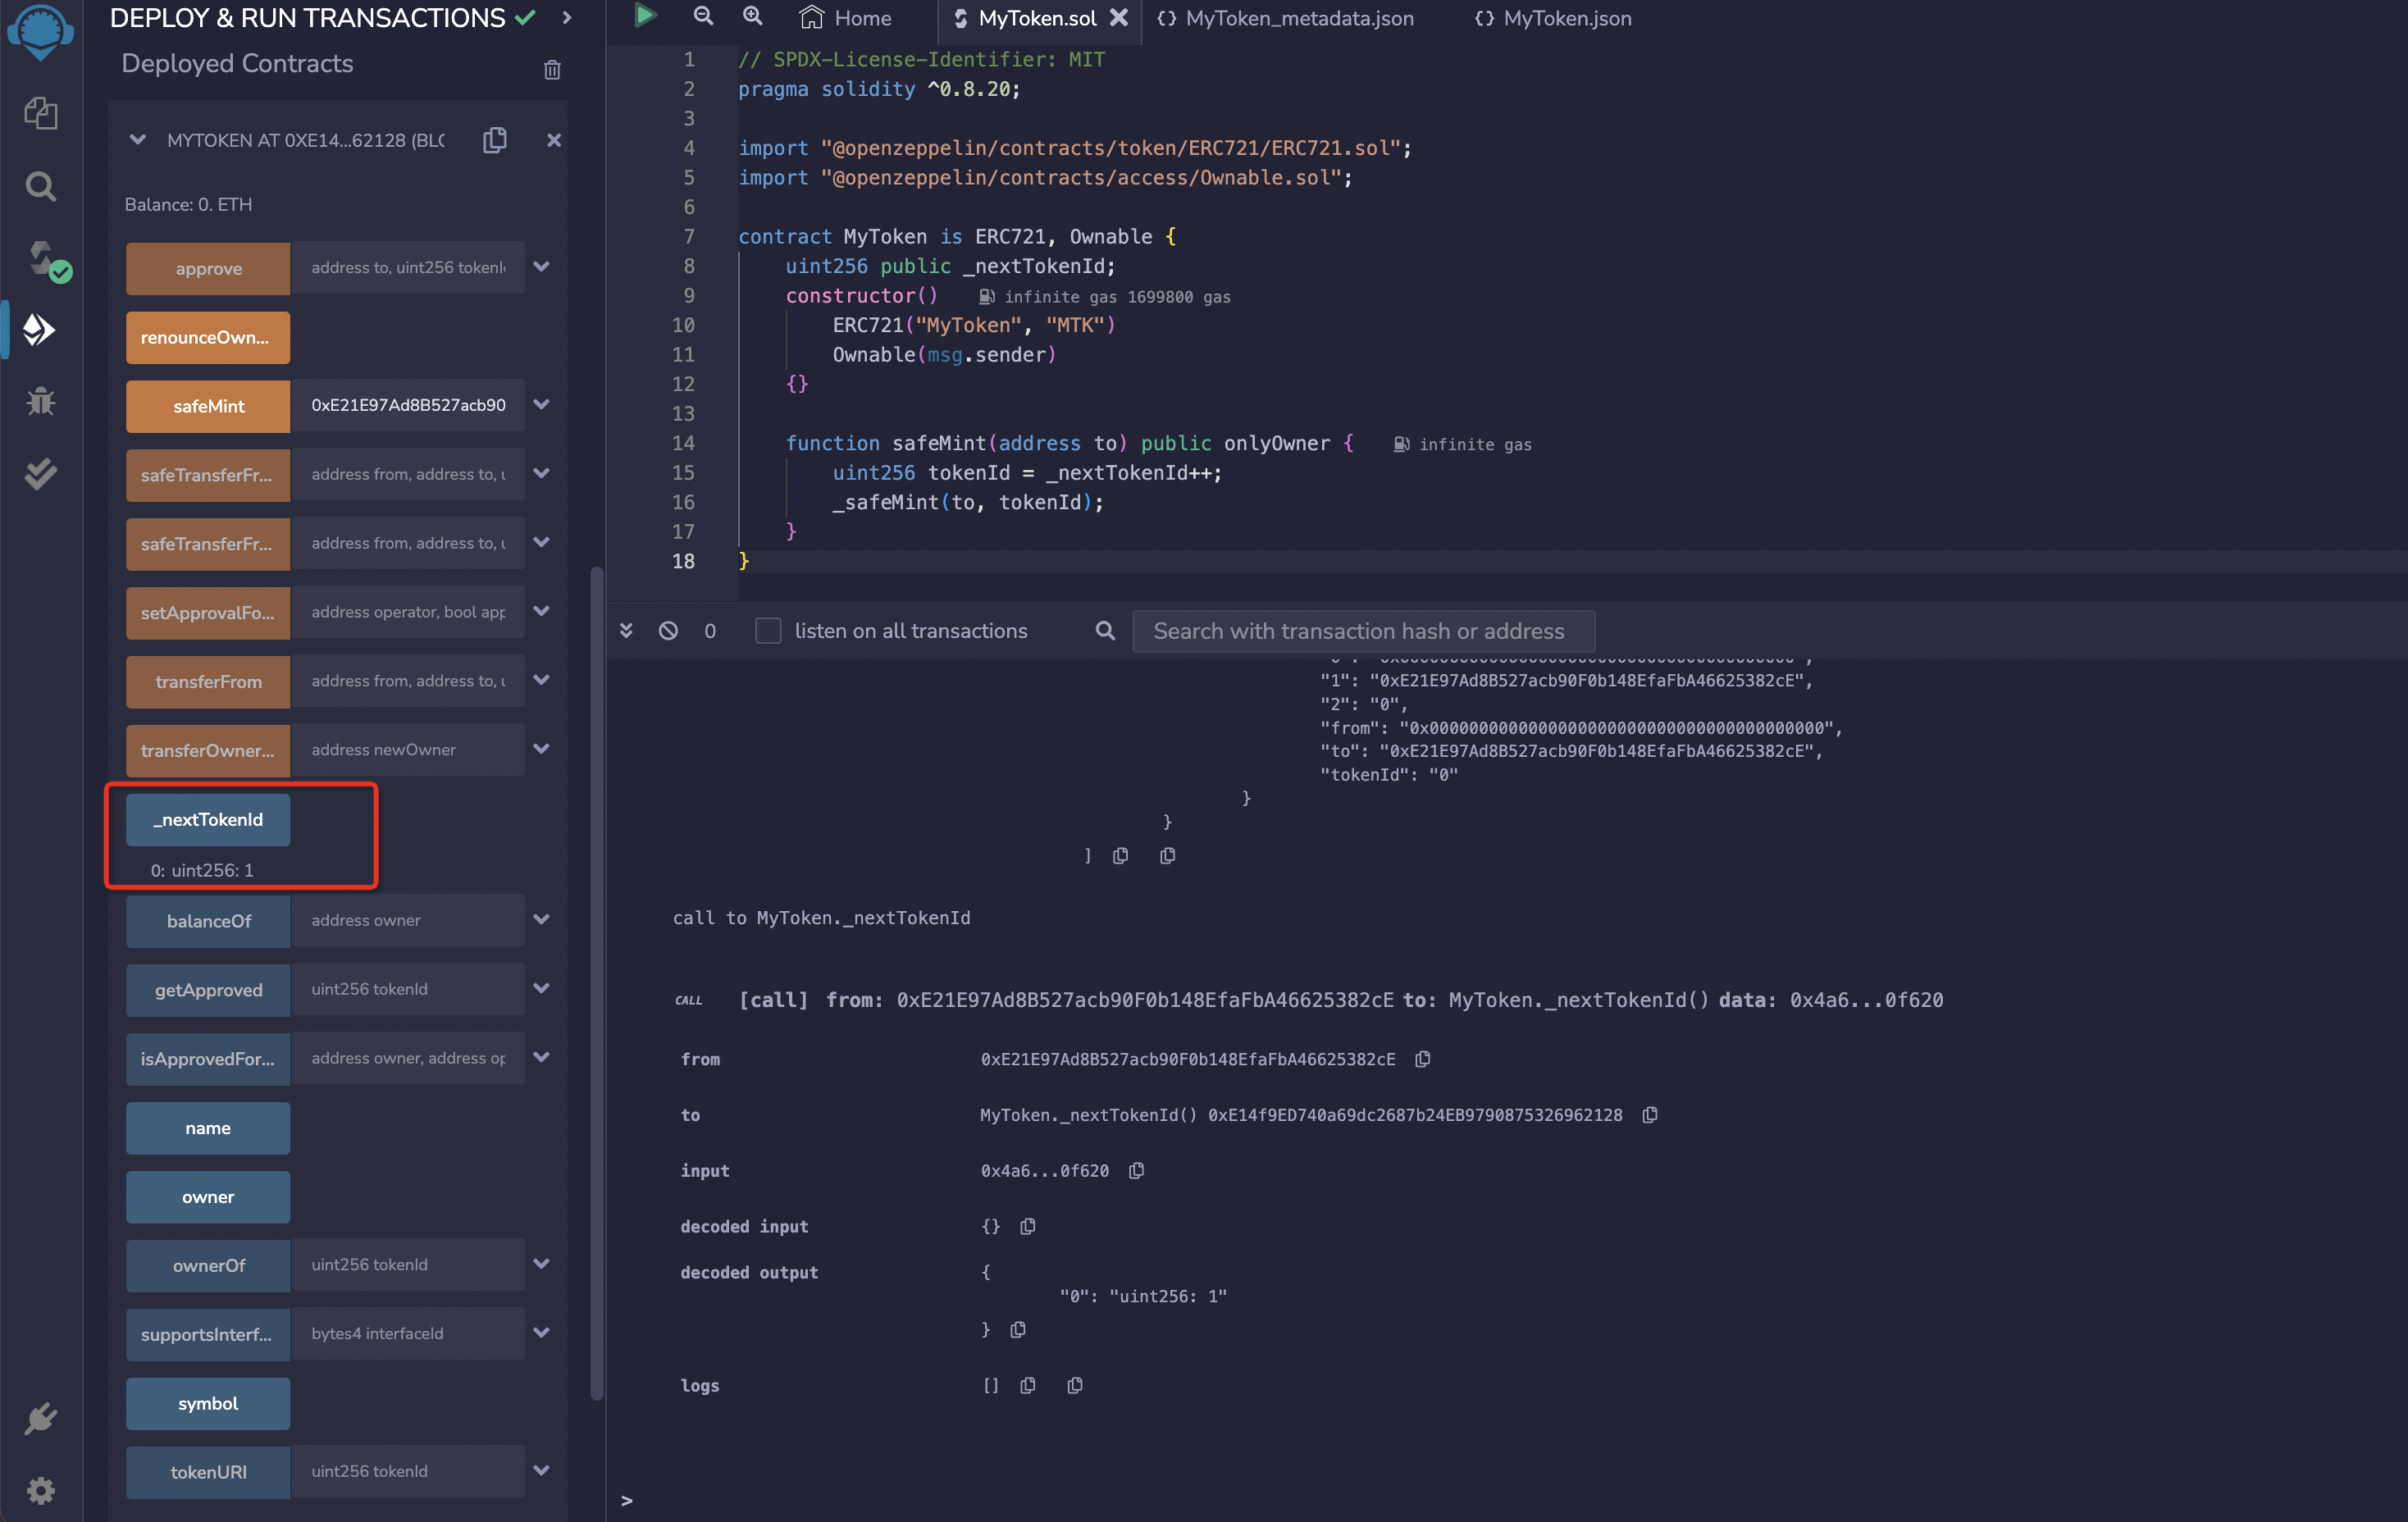 DEPLOY & RUN TRANSACTIONS
Deployed Contracts
MYTOKEN AT 0XE14...62128 (BLO
Balance: 0. ETH
approve address to, uint256 tokenI
renounceOwn...
safeMint 0xE21E97Ad8B527acb90
safeTransferFr... address from, address to, u
safeTransferFr... address from, address to, u
setApprovalFo... address operator, bool app
transferFrom address from, address to, u
transferOwner... address newOwner
_nextTokenId
0: uint256: 1
balanceOf address owner
getApproved uint256 tokenId
isApprovedFor... address owner, address op
name
owner
ownerOf uint256 tokenId
supportsInterf... bytes4 interfaceId
symbol
tokenURI uint256 tokenId
Home MyToken.sol {} MyToken_metadata.json {} MyToken.json
1 // SPDX-License-Identifier: MIT
2 pragma solidity ^0.8.20;
3
4 import "@openzeppelin/contracts/token/ERC721/ERC721.sol";
5 import "@openzeppelin/contracts/access/Ownable.sol";
6
7 contract MyToken is ERC721, Ownable {
8 uint256 public _nextTokenId;
9 constructor() infinite gas 1699800 gas
10 ERC721("MyToken", "MTK")
11 Ownable(msg.sender)
12 {}
13
14 function safeMint(address to) public onlyOwner { infinite gas
15 uint256 tokenId = _nextTokenId++;
16 _safeMint(to, tokenId);
17 }
18 }
0 listen on all transactions Search with transaction hash or address
"1": "0xE21E97Ad8B527acb90F0b148EfaFbA46625382cE",
"2": "0",
"from": "0x0000000000000000000000000000000000000000",
"to": "0xE21E97Ad8B527acb90F0b148EfaFbA46625382cE",
"tokenId": "0"
}
}
]
call to MyToken._nextTokenId
CALL [call] from: 0xE21E97Ad8B527acb90F0b148EfaFbA46625382cE to: MyToken._nextTokenId() data: 0x4a6...0f620
from 0xE21E97Ad8B527acb90F0b148EfaFbA46625382cE
to MyToken._nextTokenId() 0xE14f9ED740a69dc2687b24EB9790875326962128
input 0x4a6...0f620
decoded input {}
decoded output {
"0": "uint256: 1"
}
logs []
>